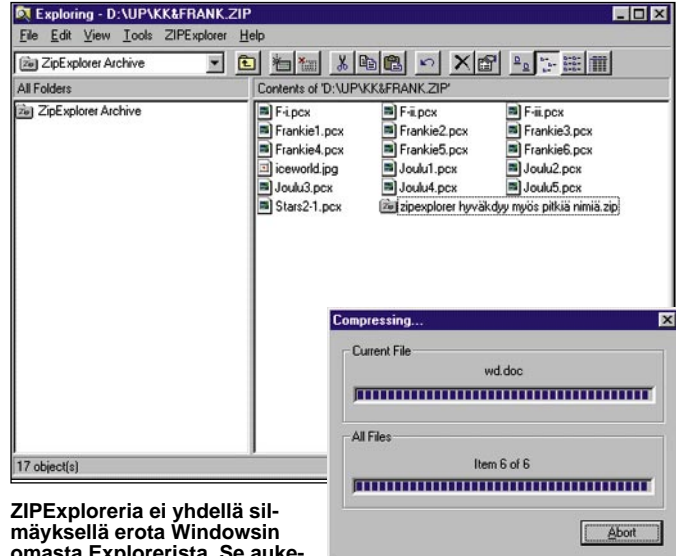 Exploring - D:\UP\KK&FRANK.ZIP
File Edit View Tools ZIPExplorer Help
ZipExplorer Archive
All Folders
Contents of 'D:\UP\KK&FRANK.ZIP'
ZipExplorer Archive
F-i.pcx F-ii.pcx F-iii.pcx
Frankie1.pcx Frankie2.pcx Frankie3.pcx
Frankie4.pcx Frankie5.pcx Frankie6.pcx
iceworld.jpg Joulu1.pcx Joulu2.pcx
Joulu3.pcx Joulu4.pcx Joulu5.pcx
Stars2-1.pcx zipexplorer hyväkdyy myös pitkiä nimiä.zip
17 object(s)
Compressing...
Current File
wd.doc
All Files
Item 6 of 6
Abort
ZIPExploreria ei yhdellä sil-
mäyksellä erota Windowsin
omasta Explorerista. Se auke-